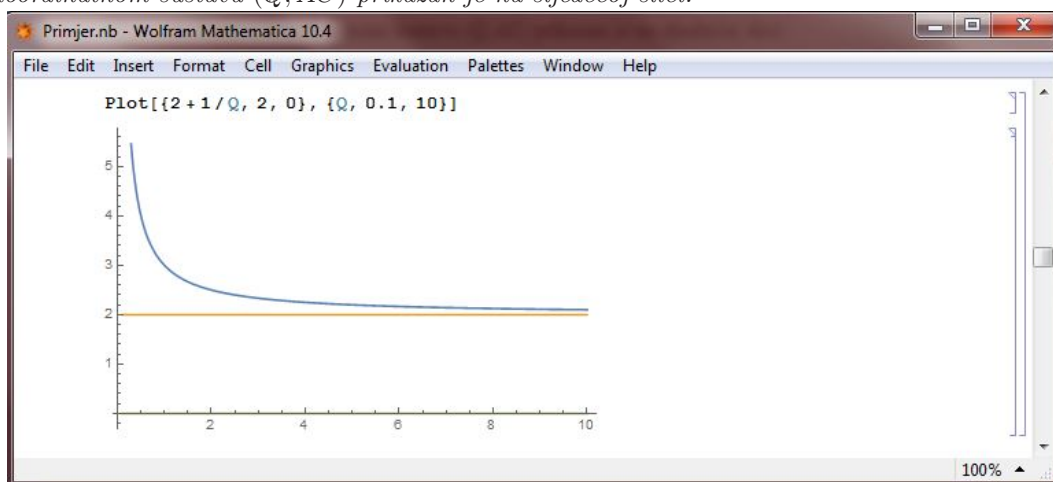 koordinatnom sustavu (Q, AC) prikazan je na sljedećoj slici.
Primjer.nb - Wolfram Mathematica 10.4
File Edit Insert Format Cell Graphics Evaluation Palettes Window Help
Plot[{2 + 1 / Q, 2, 0}, {Q, 0.1, 10}]
5
4
3
2
1
2 4 6 8 10
100%